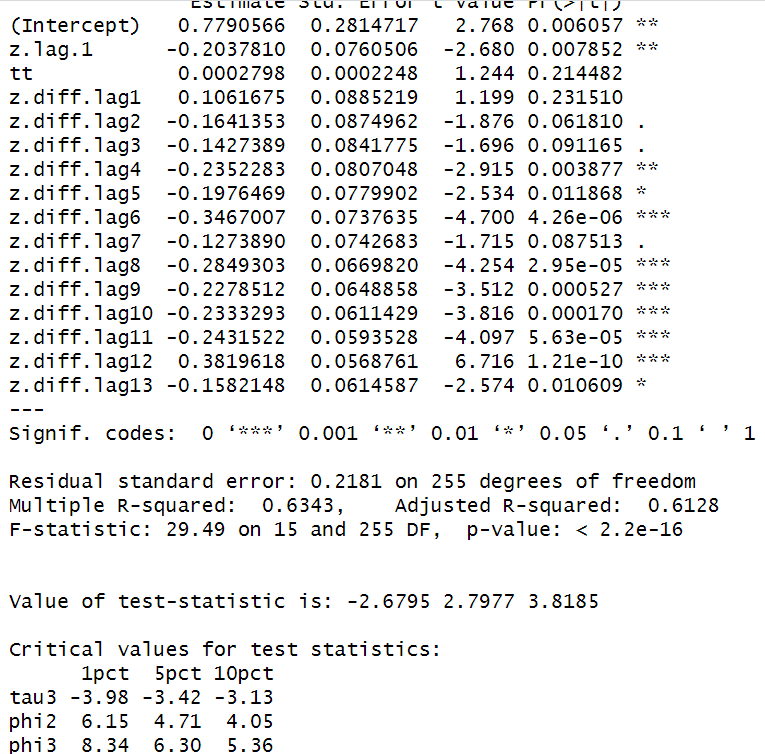 Estimate Std. Error t value Pr(>|t|)
(Intercept)  0.7790566  0.2814717   2.768 0.006057 **
z.lag.1      -0.2037810  0.0760506  -2.680 0.007852 **
tt            0.0002798  0.0002248   1.244 0.214482
z.diff.lag1   0.1061675  0.0885219   1.199 0.231510
z.diff.lag2  -0.1641353  0.0874962  -1.876 0.061810 .
z.diff.lag3  -0.1427389  0.0841775  -1.696 0.091165 .
z.diff.lag4  -0.2352283  0.0807048  -2.915 0.003877 **
z.diff.lag5  -0.1976469  0.0779902  -2.534 0.011868 *
z.diff.lag6  -0.3467007  0.0737635  -4.700 4.26e-06 ***
z.diff.lag7  -0.1273890  0.0742683  -1.715 0.087513 .
z.diff.lag8  -0.2849303  0.0669820  -4.254 2.95e-05 ***
z.diff.lag9  -0.2278512  0.0648858  -3.512 0.000527 ***
z.diff.lag10 -0.2333293  0.0611429  -3.816 0.000170 ***
z.diff.lag11 -0.2431522  0.0593528  -4.097 5.63e-05 ***
z.diff.lag12  0.3819618  0.0568761   6.716 1.21e-10 ***
z.diff.lag13 -0.1582148  0.0614587  -2.574 0.010609 *
---
Signif. codes:  0 ‘***’ 0.001 ‘**’ 0.01 ‘*’ 0.05 ‘.’ 0.1 ‘ ’ 1
Residual standard error: 0.2181 on 255 degrees of freedom
Multiple R-squared:  0.6343,    Adjusted R-squared:  0.6128
F-statistic: 29.49 on 15 and 255 DF,  p-value: < 2.2e-16
Value of test-statistic is: -2.6795 2.7977 3.8185
Critical values for test statistics:
1pct  5pct 10pct
tau3 -3.98 -3.42 -3.13
phi2  6.15  4.71  4.05
phi3  8.34  6.30  5.36